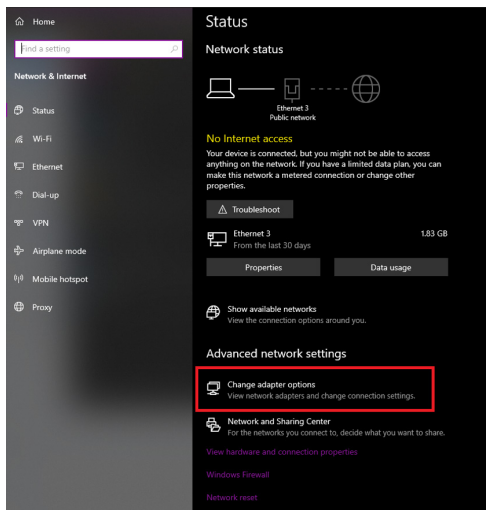 Home
Find a setting
Network & Internet
Status
Wi-Fi
Ethernet
Dial-up
VPN
Airplane mode
Mobile hotspot
Proxy
Status
Network status
Ethernet 3
Public network
No Internet access
Your device is connected, but you might not be able to access
anything on the network. If you have a limited data plan, you can
make this network a metered connection or change other
properties.
Troubleshoot
Ethernet 3 1.83 GB
From the last 30 days
Properties Data usage
Show available networks
View the connection options around you.
Advanced network settings
Change adapter options
View network adapters and change connection settings.
Network and Sharing Center
For the networks you connect to, decide what you want to share.
View hardware and connection properties
Windows Firewall
Network reset